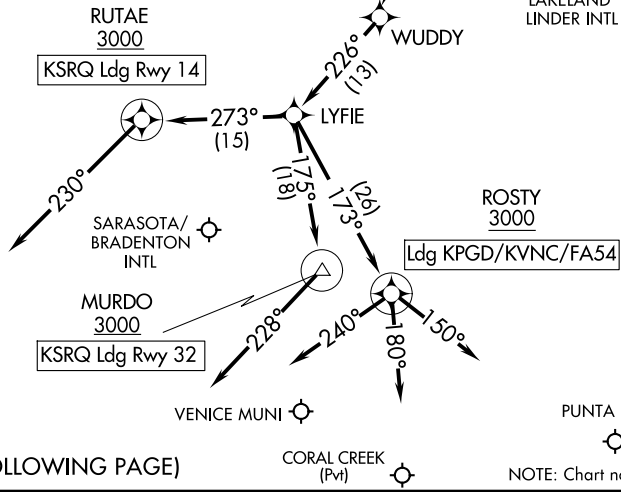 RUTAE
3000
KSRQ Ldg Rwy 14
LAKELAND
LINDER INTL
WUDDY
226°
(13)
LYFIE
273°
(15)
230°
175°
(18)
(26)
173°
SARASOTA/
BRADENTON
INTL
ROSTY
3000
Ldg KPGD/KVNC/FA54
MURDO
3000
KSRQ Ldg Rwy 32
228°
240°
180°
150°
VENICE MUNI
PUNTA
OLLOWING PAGE)
CORAL CREEK
(Pvt)
NOTE: Chart no